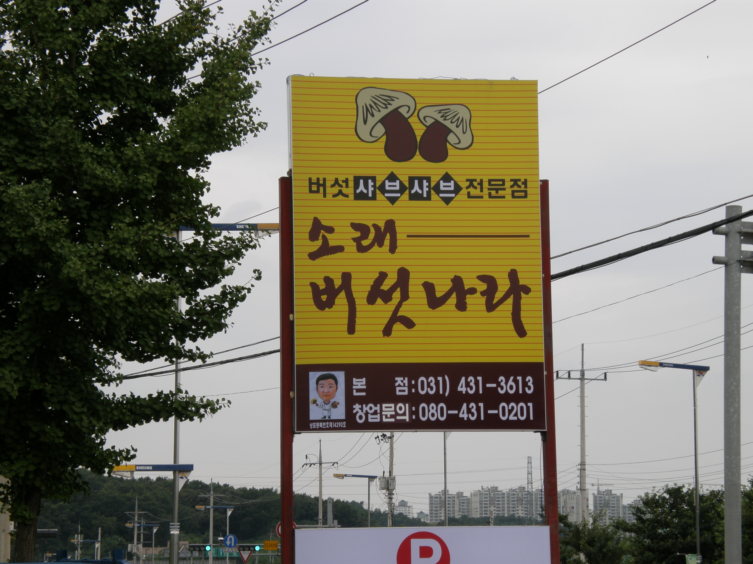 버섯샤브샤브전문점
소래
버섯나라
본 점:031) 431-3613
창업문의:080-431-0201
P